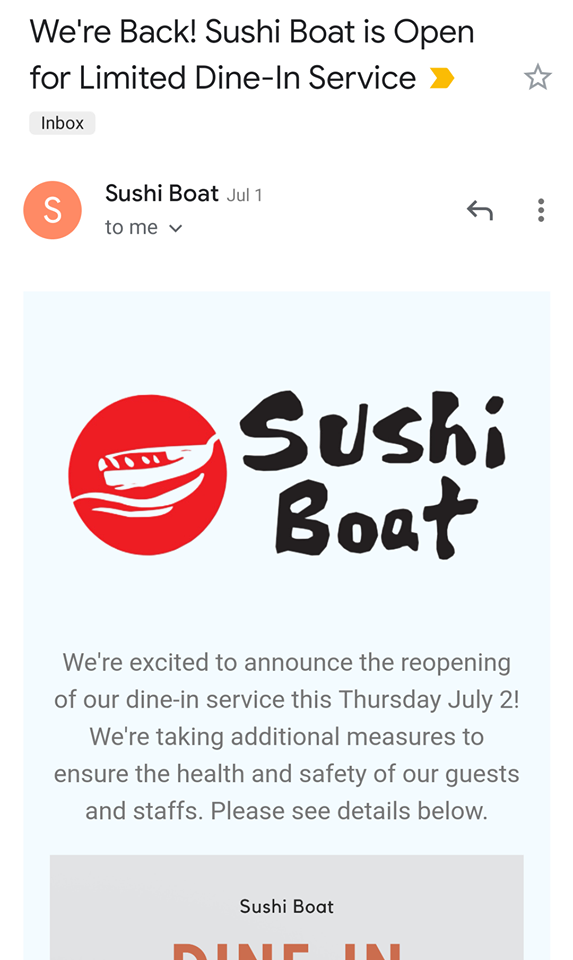 We're Back! Sushi Boat is Open
for Limited Dine-In Service
Inbox
S
Sushi Boat Jul 1
to me
Sushi
Boat
We're excited to announce the reopening
of our dine-in service this Thursday July 2!
We're taking additional measures to
ensure the health and safety of our guests
and staffs. Please see details below.
Sushi Boat
DINE-IN